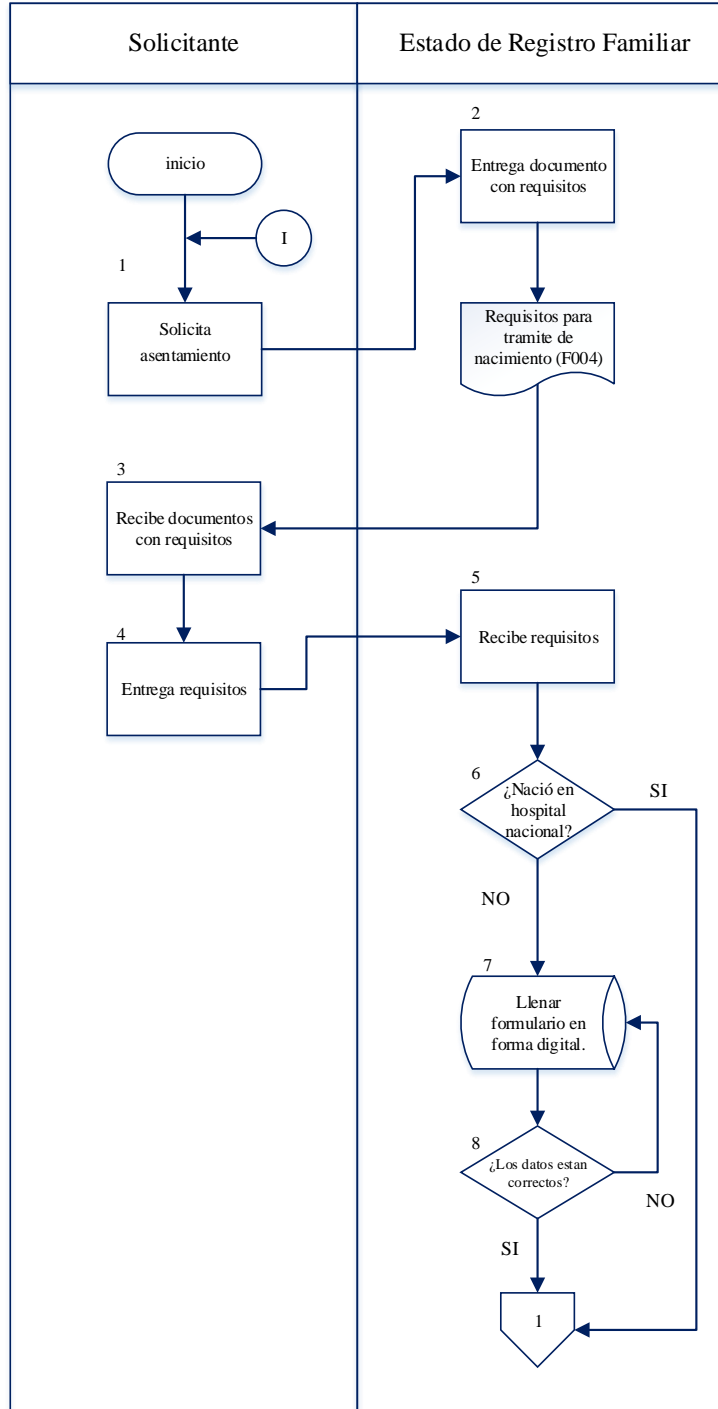 Solicitante
Estado de Registro Familiar
inicio
I
1
Solicita
asentamiento
2
Entrega documento
con requisitos
Requisitos para
tramite de
nacimiento (F004)
3
Recibe documentos
con requisitos
4
Entrega requisitos
5
Recibe requisitos
6
¿Nació en
hospital
nacional?
SI
NO
7
Llenar
formulario en
forma digital.
8
¿Los datos estan
correctos?
NO
SI
1